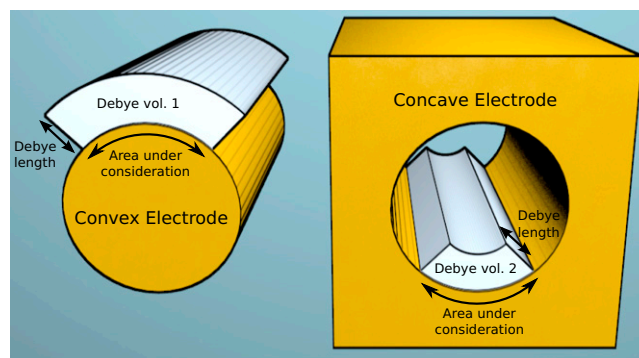 Debye vol. 1
Debye
length
Area under
consideration
Convex Electrode
Concave Electrode
Debye
length
Debye vol. 2
Area under
consideration